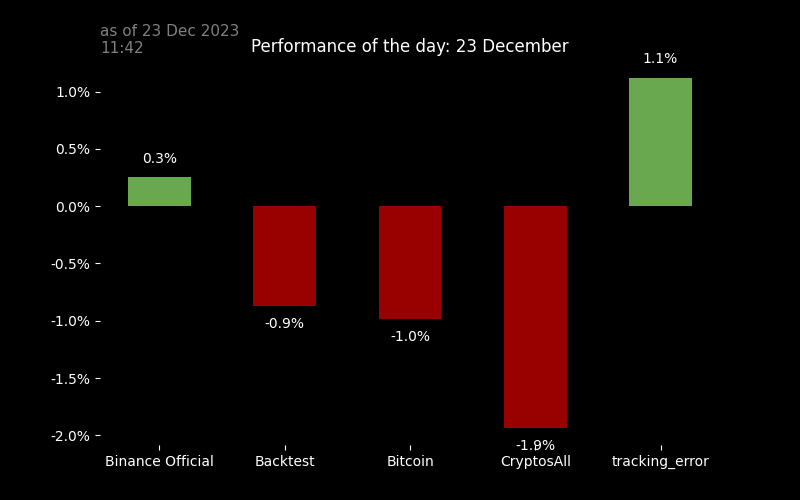 as of 23 Dec 2023
11:42
Performance of the day: 23 December
1.1%
1.0%
0.5%
0.3%
0.0%
-0.5%
-1.0%
-0.9%
-1.0%
-1.5%
-2.0%
-1.9%
Binance Official
Backtest
Bitcoin
CryptosAll
tracking_error